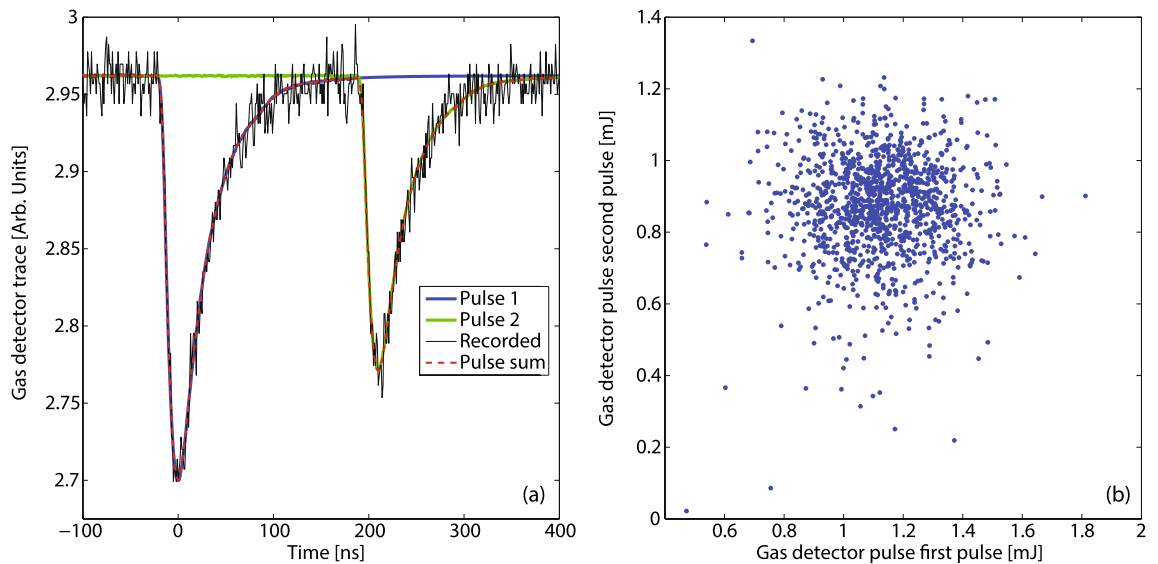 3
2.95
2.9
2.85
2.8
2.75
2.7
−100
0
100
200
300
400
Time [ns]
Gas detector trace [Arb. Units]
Pulse 1
Pulse 2
Recorded
Pulse sum
(a)
1.4
1.2
1
0.8
0.6
0.4
0.2
0
0.6
0.8
1
1.2
1.4
1.6
1.8
2
Gas detector pulse first pulse [mJ]
Gas detector pulse second pulse [mJ]
(b)